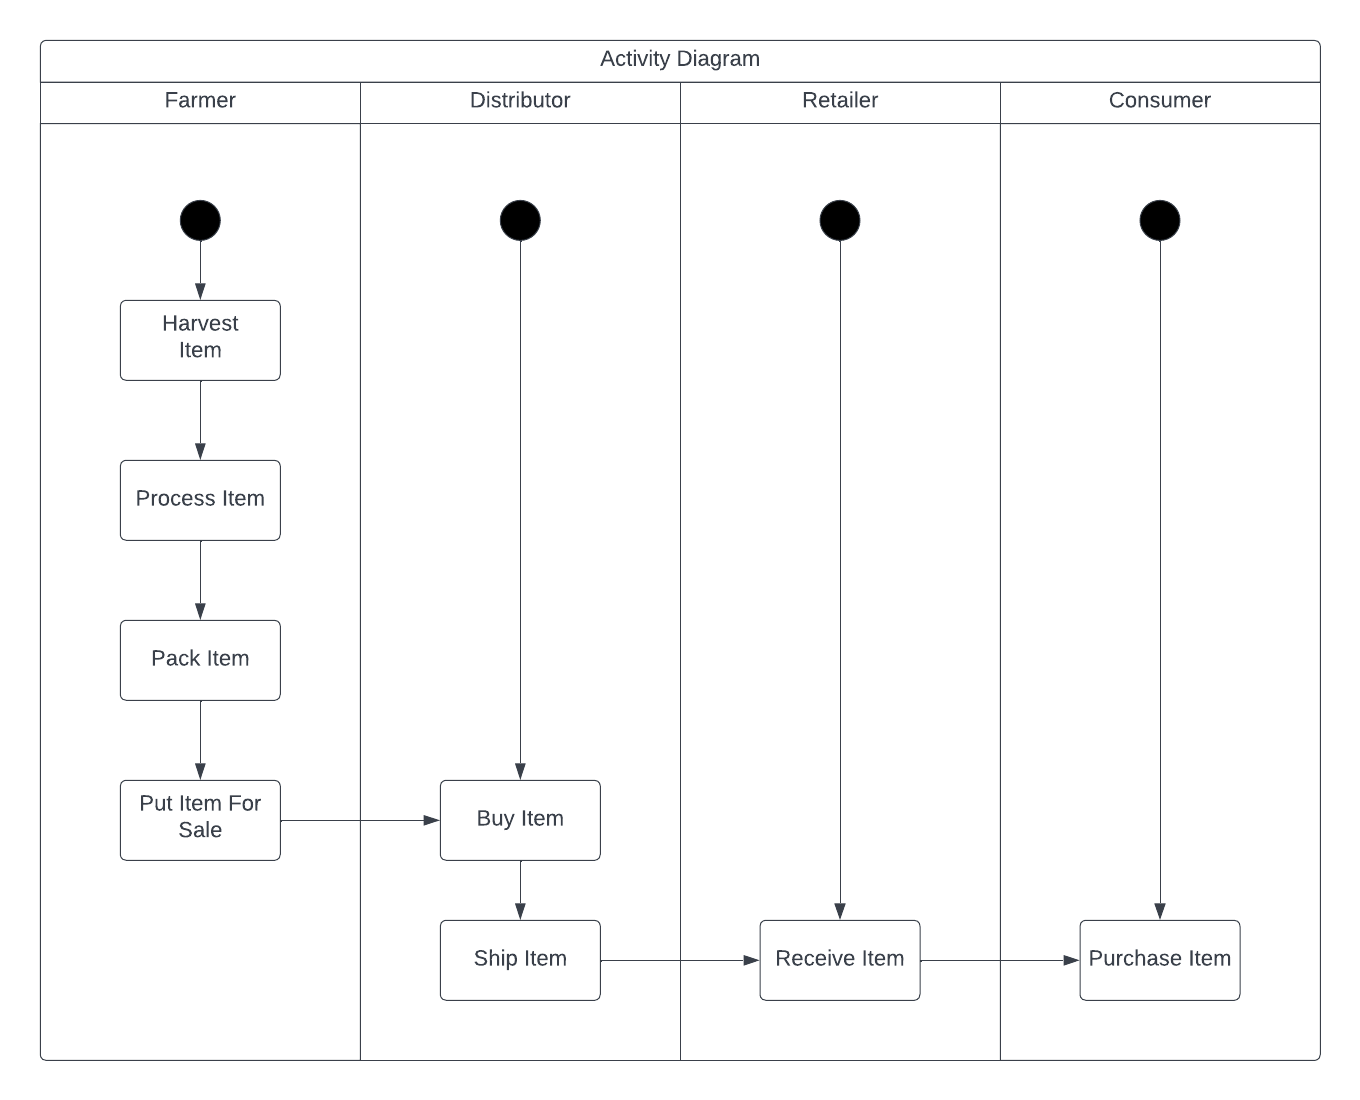 Activity Diagram
Farmer
Distributor
Retailer
Consumer
Harvest
Item
Process Item
Pack Item
Put Item For
Sale
Buy Item
Ship Item
Receive Item
Purchase Item